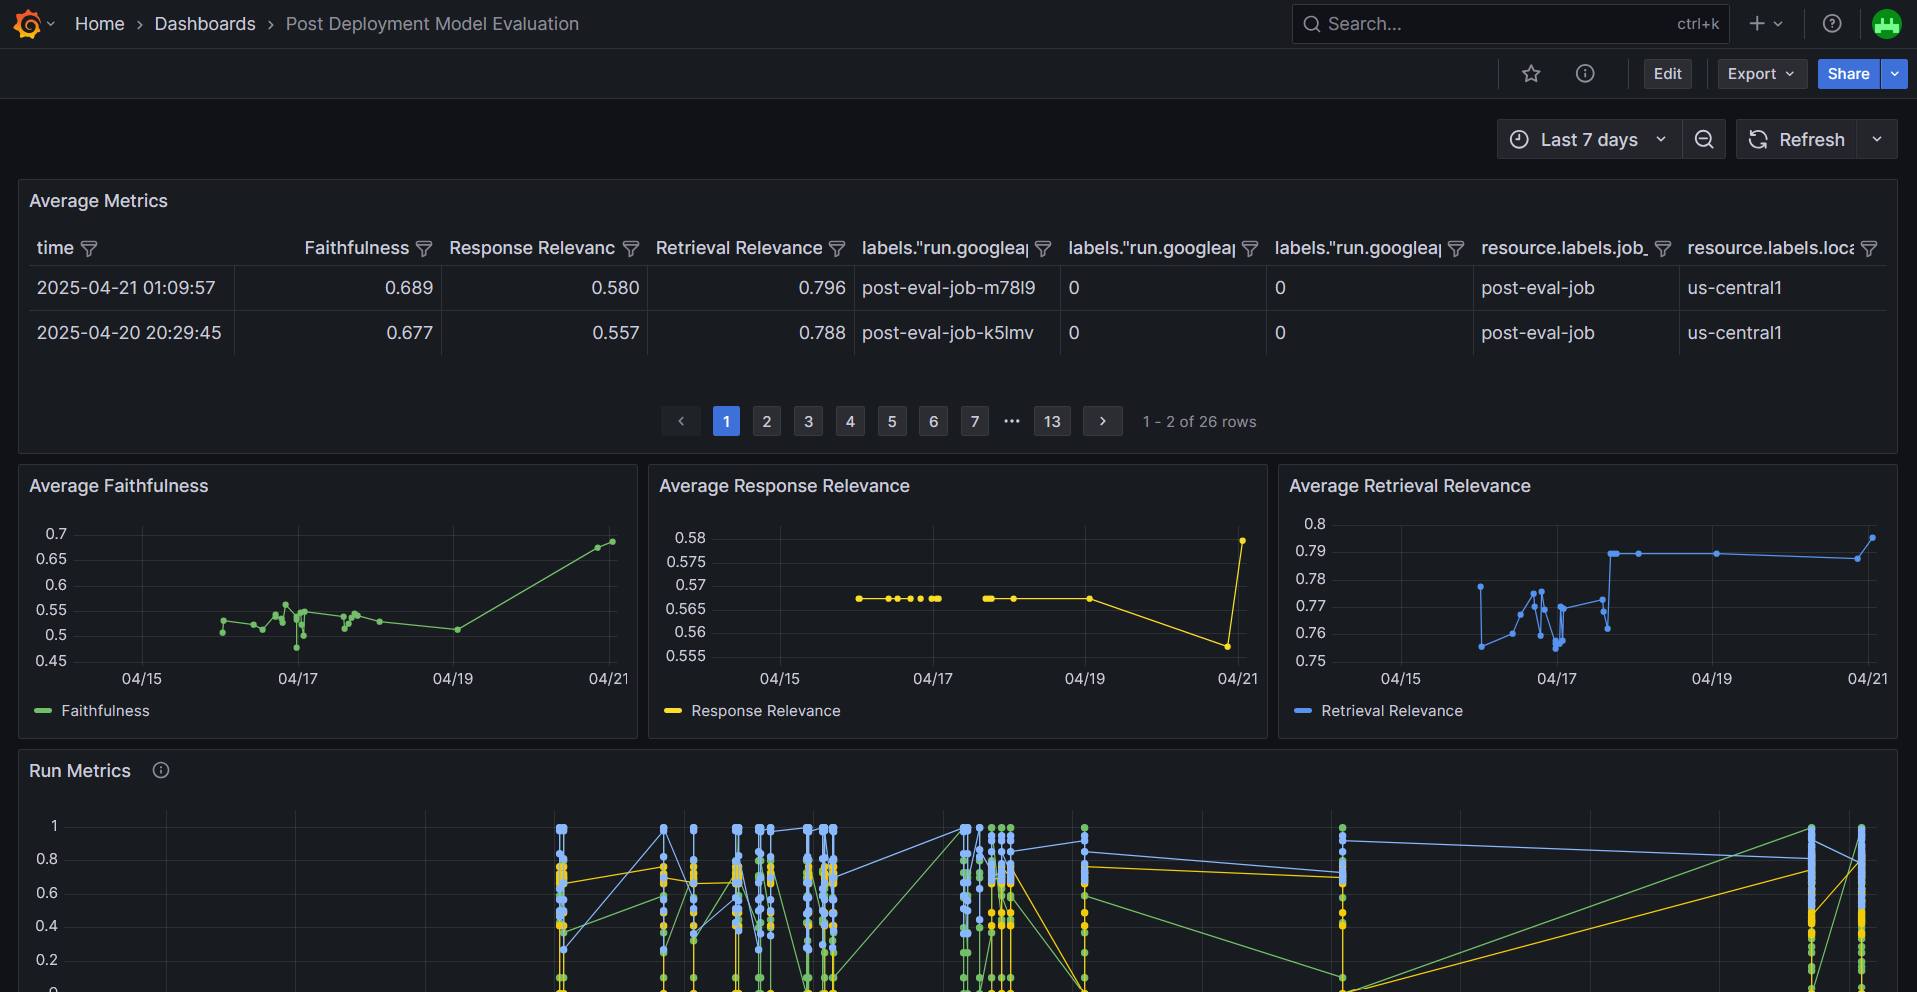 Home › Dashboards › Post Deployment Model Evaluation Search... ctrl+k
Edit Export Share
Last 7 days Refresh
Average Metrics
time Faithfulness Response Relevanc Retrieval Relevance labels."run.googleap labels."run.googleap labels."run.googleap resource.labels.job_ resource.labels.loca
2025-04-21 01:09:57 0.689 0.580 0.796 post-eval-job-m78l9 0 0 post-eval-job us-central1
2025-04-20 20:29:45 0.677 0.557 0.788 post-eval-job-k5lmv 0 0 post-eval-job us-central1
‹ 1 2 3 4 5 6 7 ··· 13 › 1 - 2 of 26 rows
Average Faithfulness
0.7
0.65
0.6
0.55
0.5
0.45
04/15 04/17 04/19 04/21
Faithfulness
Average Response Relevance
0.58
0.575
0.57
0.565
0.56
0.555
04/15 04/17 04/19 04/21
Response Relevance
Average Retrieval Relevance
0.8
0.79
0.78
0.77
0.76
0.75
04/15 04/17 04/19 04/21
Retrieval Relevance
Run Metrics
1
0.8
0.6
0.4
0.2
0